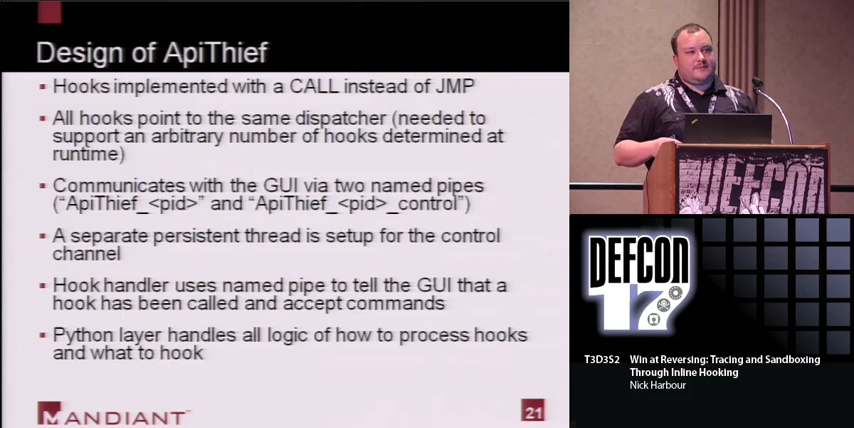 Design of ApiThief
Hooks implemented with a CALL instead of JMP
All hooks point to the same dispatcher (needed to
support an arbitrary number of hooks determined at
runtime)
Communicates with the GUI via two named pipes
("ApiThief_<pid>" and "ApiThief_<pid>_control")
A separate persistent thread is setup for the control
channel
Hook handler uses named pipe to tell the GUI that a
hook has been called and accept commands
Python layer handles all logic of how to process hooks
and what to hook
MANDIANT
21
DEFCON
DEFCON
17
T3D3S2 Win at Reversing: Tracing and Sandboxing
Through Inline Hooking
Nick Harbour